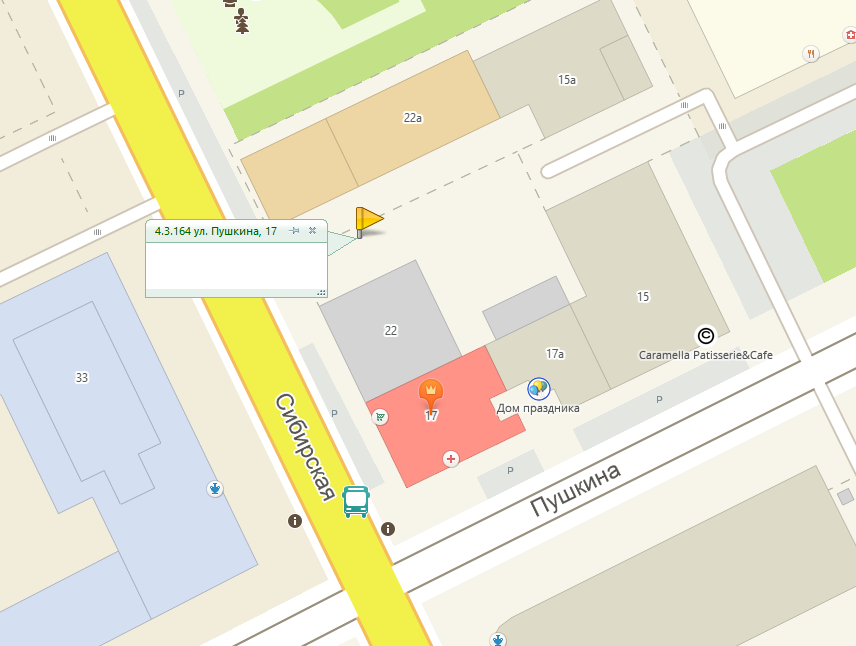 P
15а
22а
4.3.164 ул. Пушкина, 17
15
22
33
17а
Caramella Patisserie&Cafe
17
Дом праздника
P
P
Сибирская
P
Пушкина